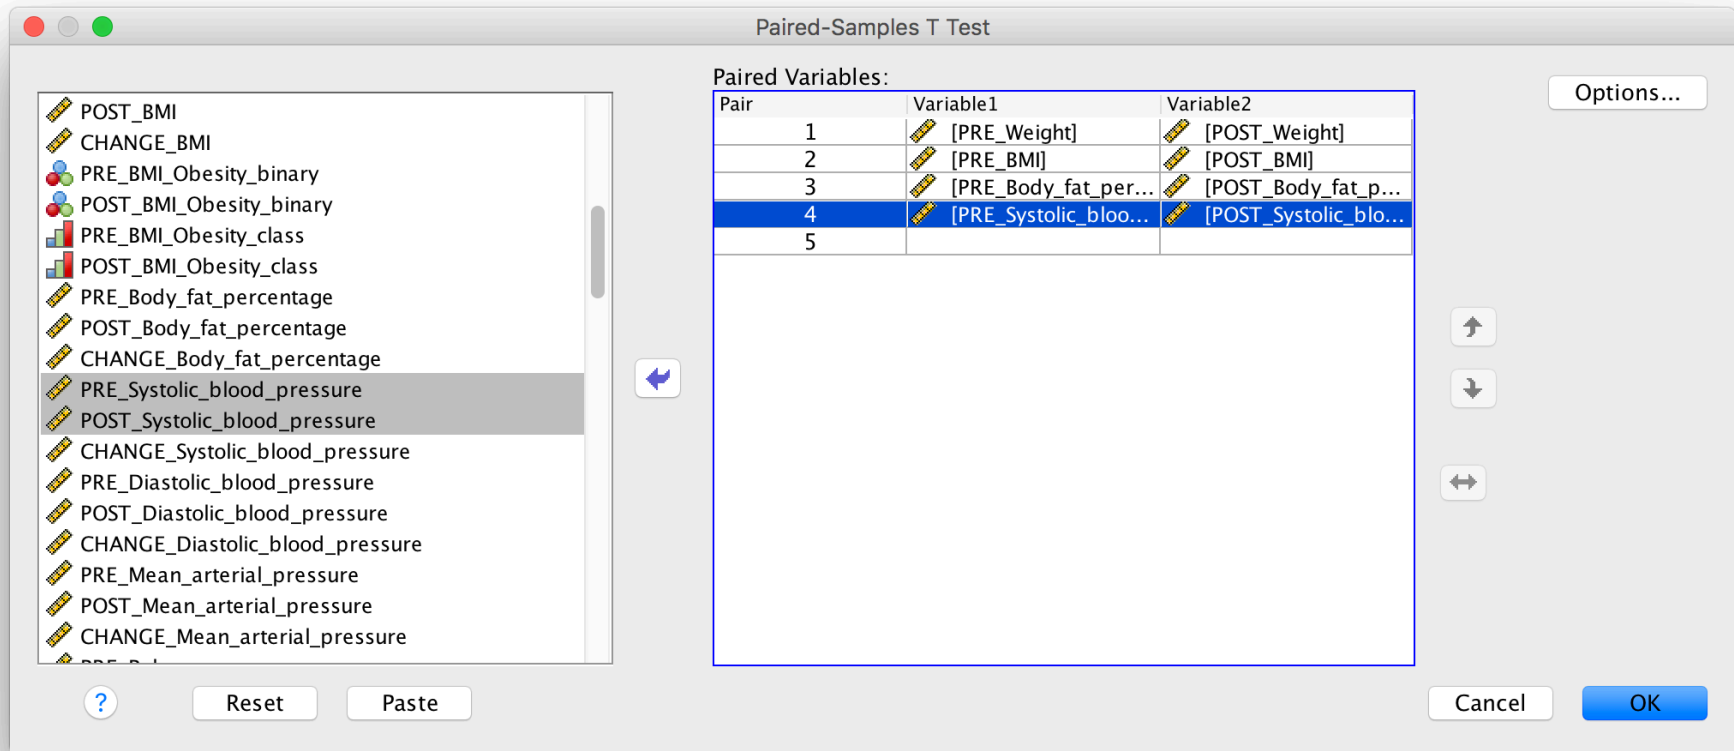 Paired-Samples T Test
POST_BMI
CHANGE_BMI
PRE_BMI_Obesity_binary
POST_BMI_Obesity_binary
PRE_BMI_Obesity_class
POST_BMI_Obesity_class
PRE_Body_fat_percentage
POST_Body_fat_percentage
CHANGE_Body_fat_percentage
PRE_Systolic_blood_pressure
POST_Systolic_blood_pressure
CHANGE_Systolic_blood_pressure
PRE_Diastolic_blood_pressure
POST_Diastolic_blood_pressure
CHANGE_Diastolic_blood_pressure
PRE_Mean_arterial_pressure
POST_Mean_arterial_pressure
CHANGE_Mean_arterial_pressure
Paired Variables:
Pair Variable1 Variable2
1 [PRE_Weight] [POST_Weight]
2 [PRE_BMI] [POST_BMI]
3 [PRE_Body_fat_per... [POST_Body_fat_p...
4 [PRE_Systolic_bloo... [POST_Systolic_blo...
5
Options...
?
Reset
Paste
Cancel
OK